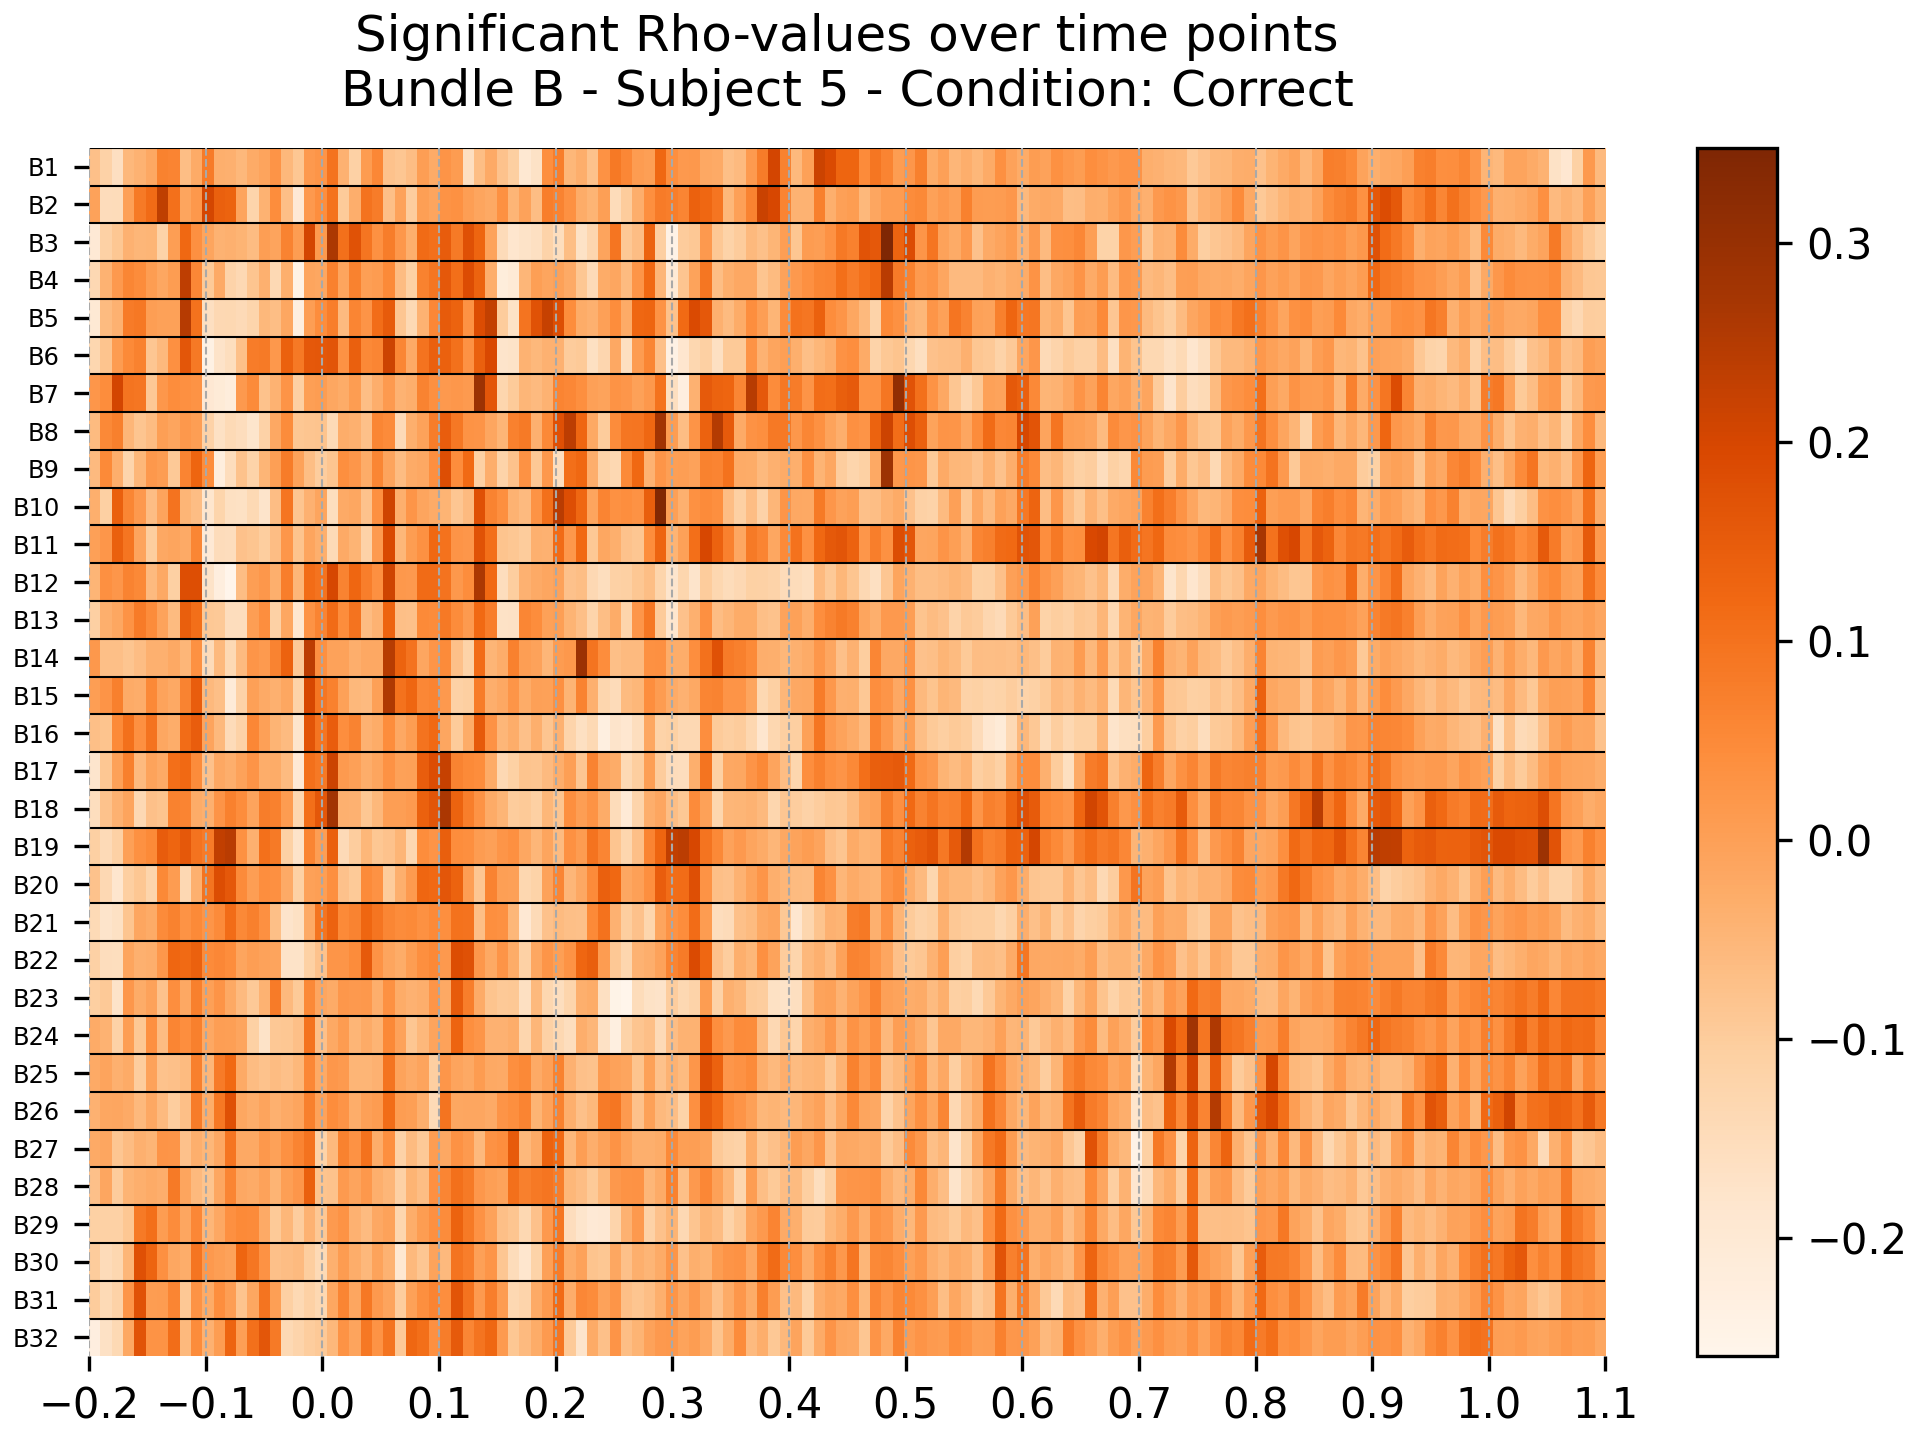 Significant Rho-values over time points
Bundle B - Subject 5 - Condition: Correct
B1
B2
B3
B4
B5
B6
B7
B8
B9
B10
B11
B12
B13
B14
B15
B16
B17
B18
B19
B20
B21
B22
B23
B24
B25
B26
B27
B28
B29
B30
B31
B32
−0.2 −0.1 0.0 0.1 0.2 0.3 0.4 0.5 0.6 0.7 0.8 0.9 1.0 1.1
0.3
0.2
0.1
0.0
−0.1
−0.2